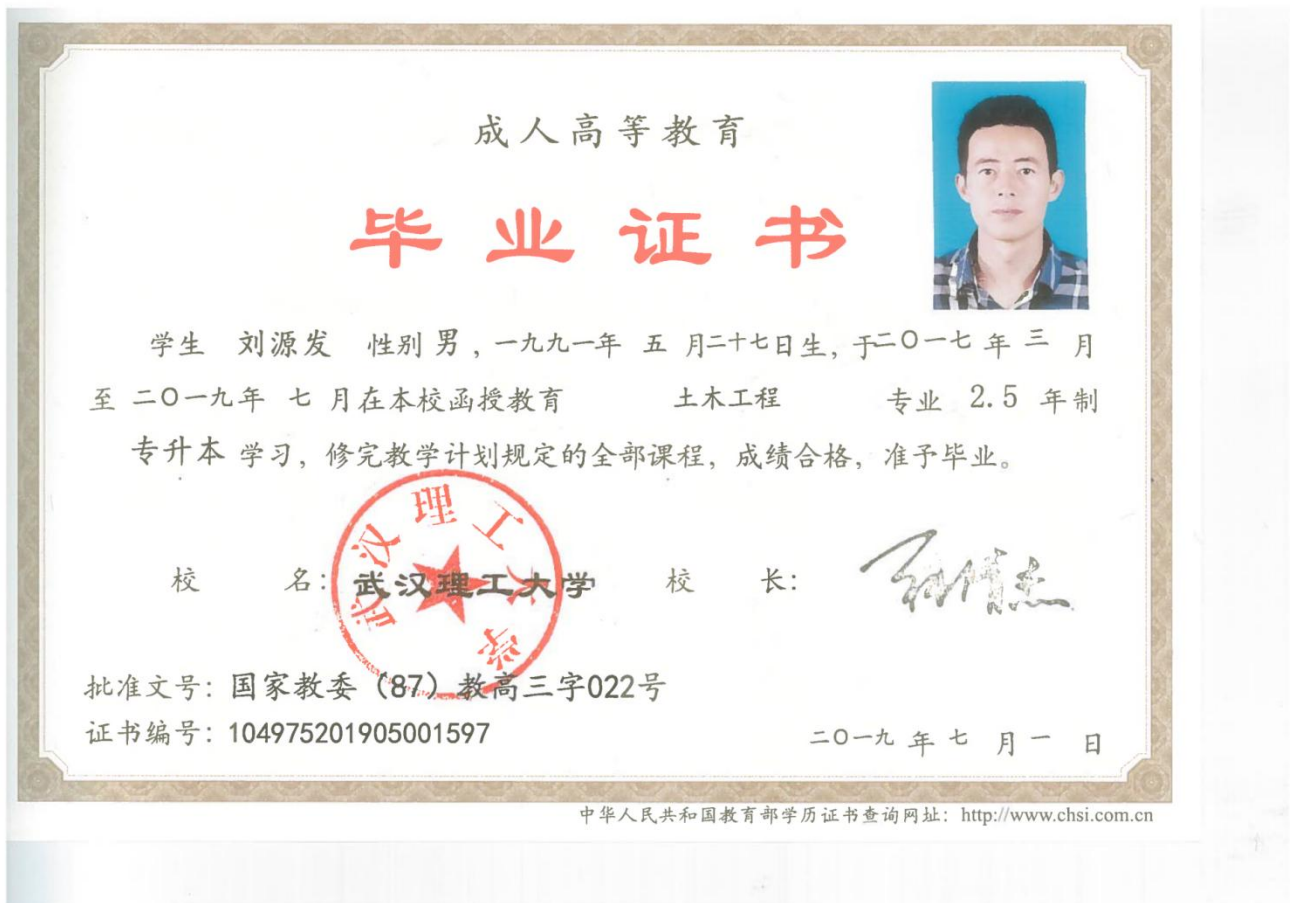 成人高等教育
毕业证书
学生 刘源发 性别 男，一九九一年 五 月二十七日生，于二〇一七 年 三 月
至 二〇一九年 七 月在本校函授教育 土木工程 专业 2.5 年制
专升本 学习，修完教学计划规定的全部课程，成绩合格，准予毕业。
武汉理工大学
校 名：武汉理工大学 校 长：
批准文号：国家教委（87）教高三字022号
证书编号：104975201905001597
二〇一九 年 七 月 一 日
中华人民共和国教育部学历证书查询网址：http://www.chsi.com.cn